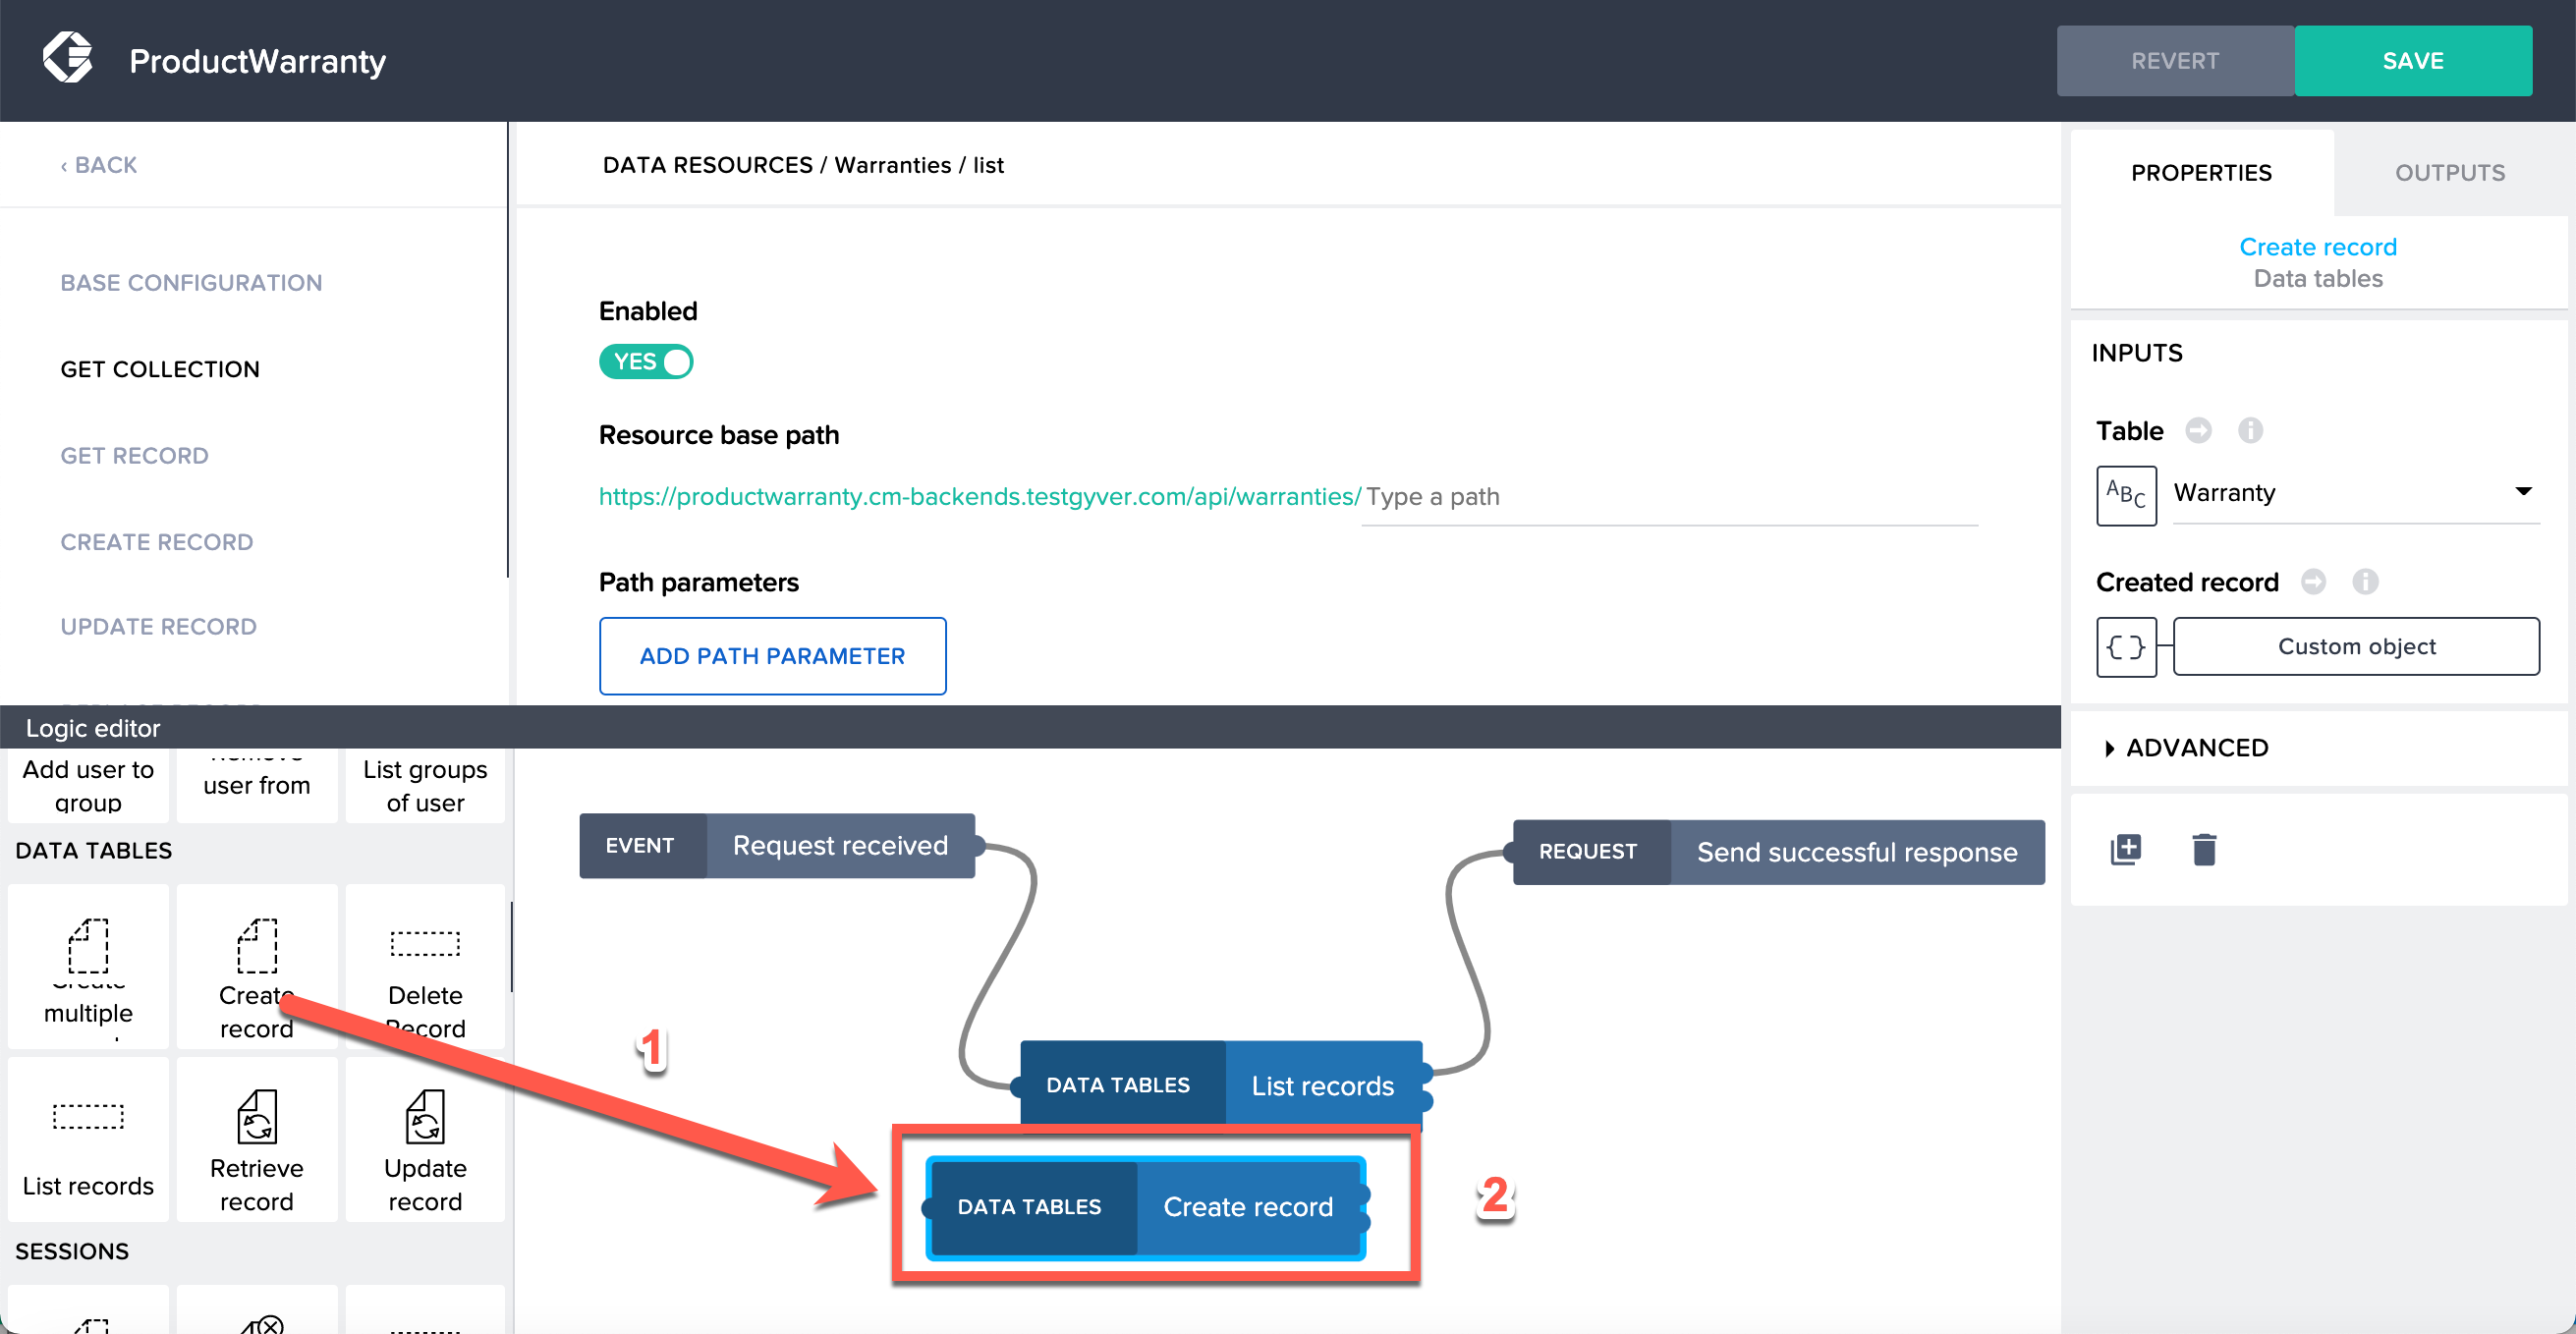 ProductWarranty
REVERT
SAVE
‹ BACK
BASE CONFIGURATION
GET COLLECTION
GET RECORD
CREATE RECORD
UPDATE RECORD
DATA RESOURCES / Warranties / list
Enabled
YES
Resource base path
https://productwarranty.cm-backends.testgyver.com/api/warranties/ Type a path
Path parameters
ADD PATH PARAMETER
PROPERTIES
OUTPUTS
Create record
Data tables
INPUTS
Table
ABC
Warranty
Created record
{}
Custom object
ADVANCED
Logic editor
Add user to
group
user from
List groups
of user
DATA TABLES
multiple
Create
record
Delete
Record
List records
Retrieve
record
Update
record
SESSIONS
EVENT Request received
REQUEST Send successful response
1
DATA TABLES List records
DATA TABLES Create record
2